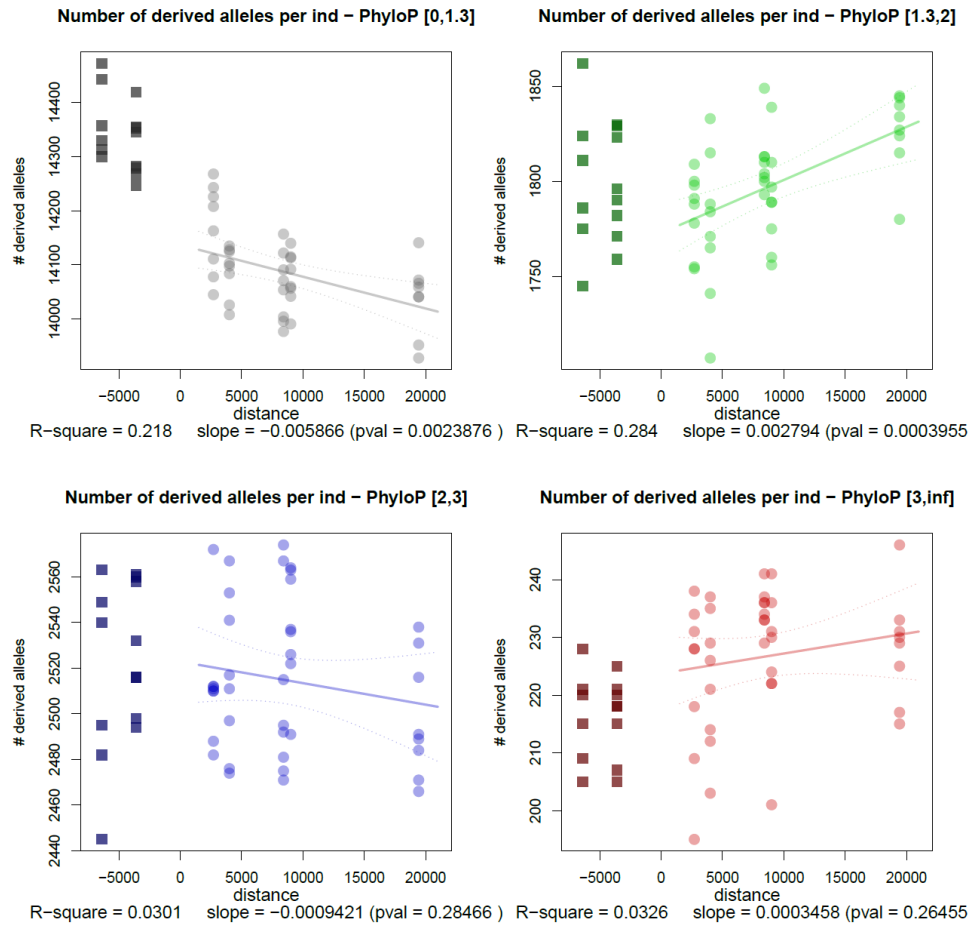 Number of derived alleles per ind − PhyloP [0,1.3]
# derived alleles
14000 14100 14200 14300 14400
−5000 0 5000 10000 15000 20000
distance
R−square = 0.218 slope = −0.005866 (pval = 0.0023876 )
Number of derived alleles per ind − PhyloP [1.3,2]
# derived alleles
1750 1800 1850
−5000 0 5000 10000 15000 20000
distance
R−square = 0.284 slope = 0.002794 (pval = 0.0003955
Number of derived alleles per ind − PhyloP [2,3]
# derived alleles
2440 2460 2480 2500 2520 2540 2560
−5000 0 5000 10000 15000 20000
distance
R−square = 0.0301 slope = −0.0009421 (pval = 0.28466 )
Number of derived alleles per ind − PhyloP [3,inf]
# derived alleles
200 210 220 230 240
−5000 0 5000 10000 15000 20000
distance
R−square = 0.0326 slope = 0.0003458 (pval = 0.26455